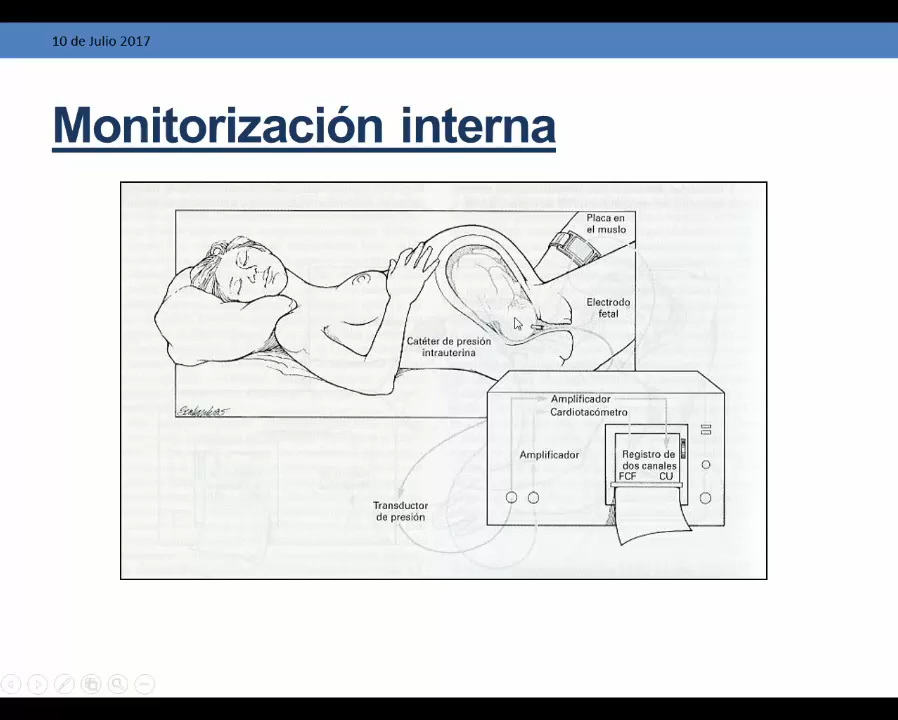 10 de Julio 2017
Monitorización interna
Placa en
el muslo
Electrodo
fetal
Catéter de presión
intrauterina
Amplificador
Cardiotacómetro
Amplificador
Registro de
dos canales
FCF CU
Transductor
de presión